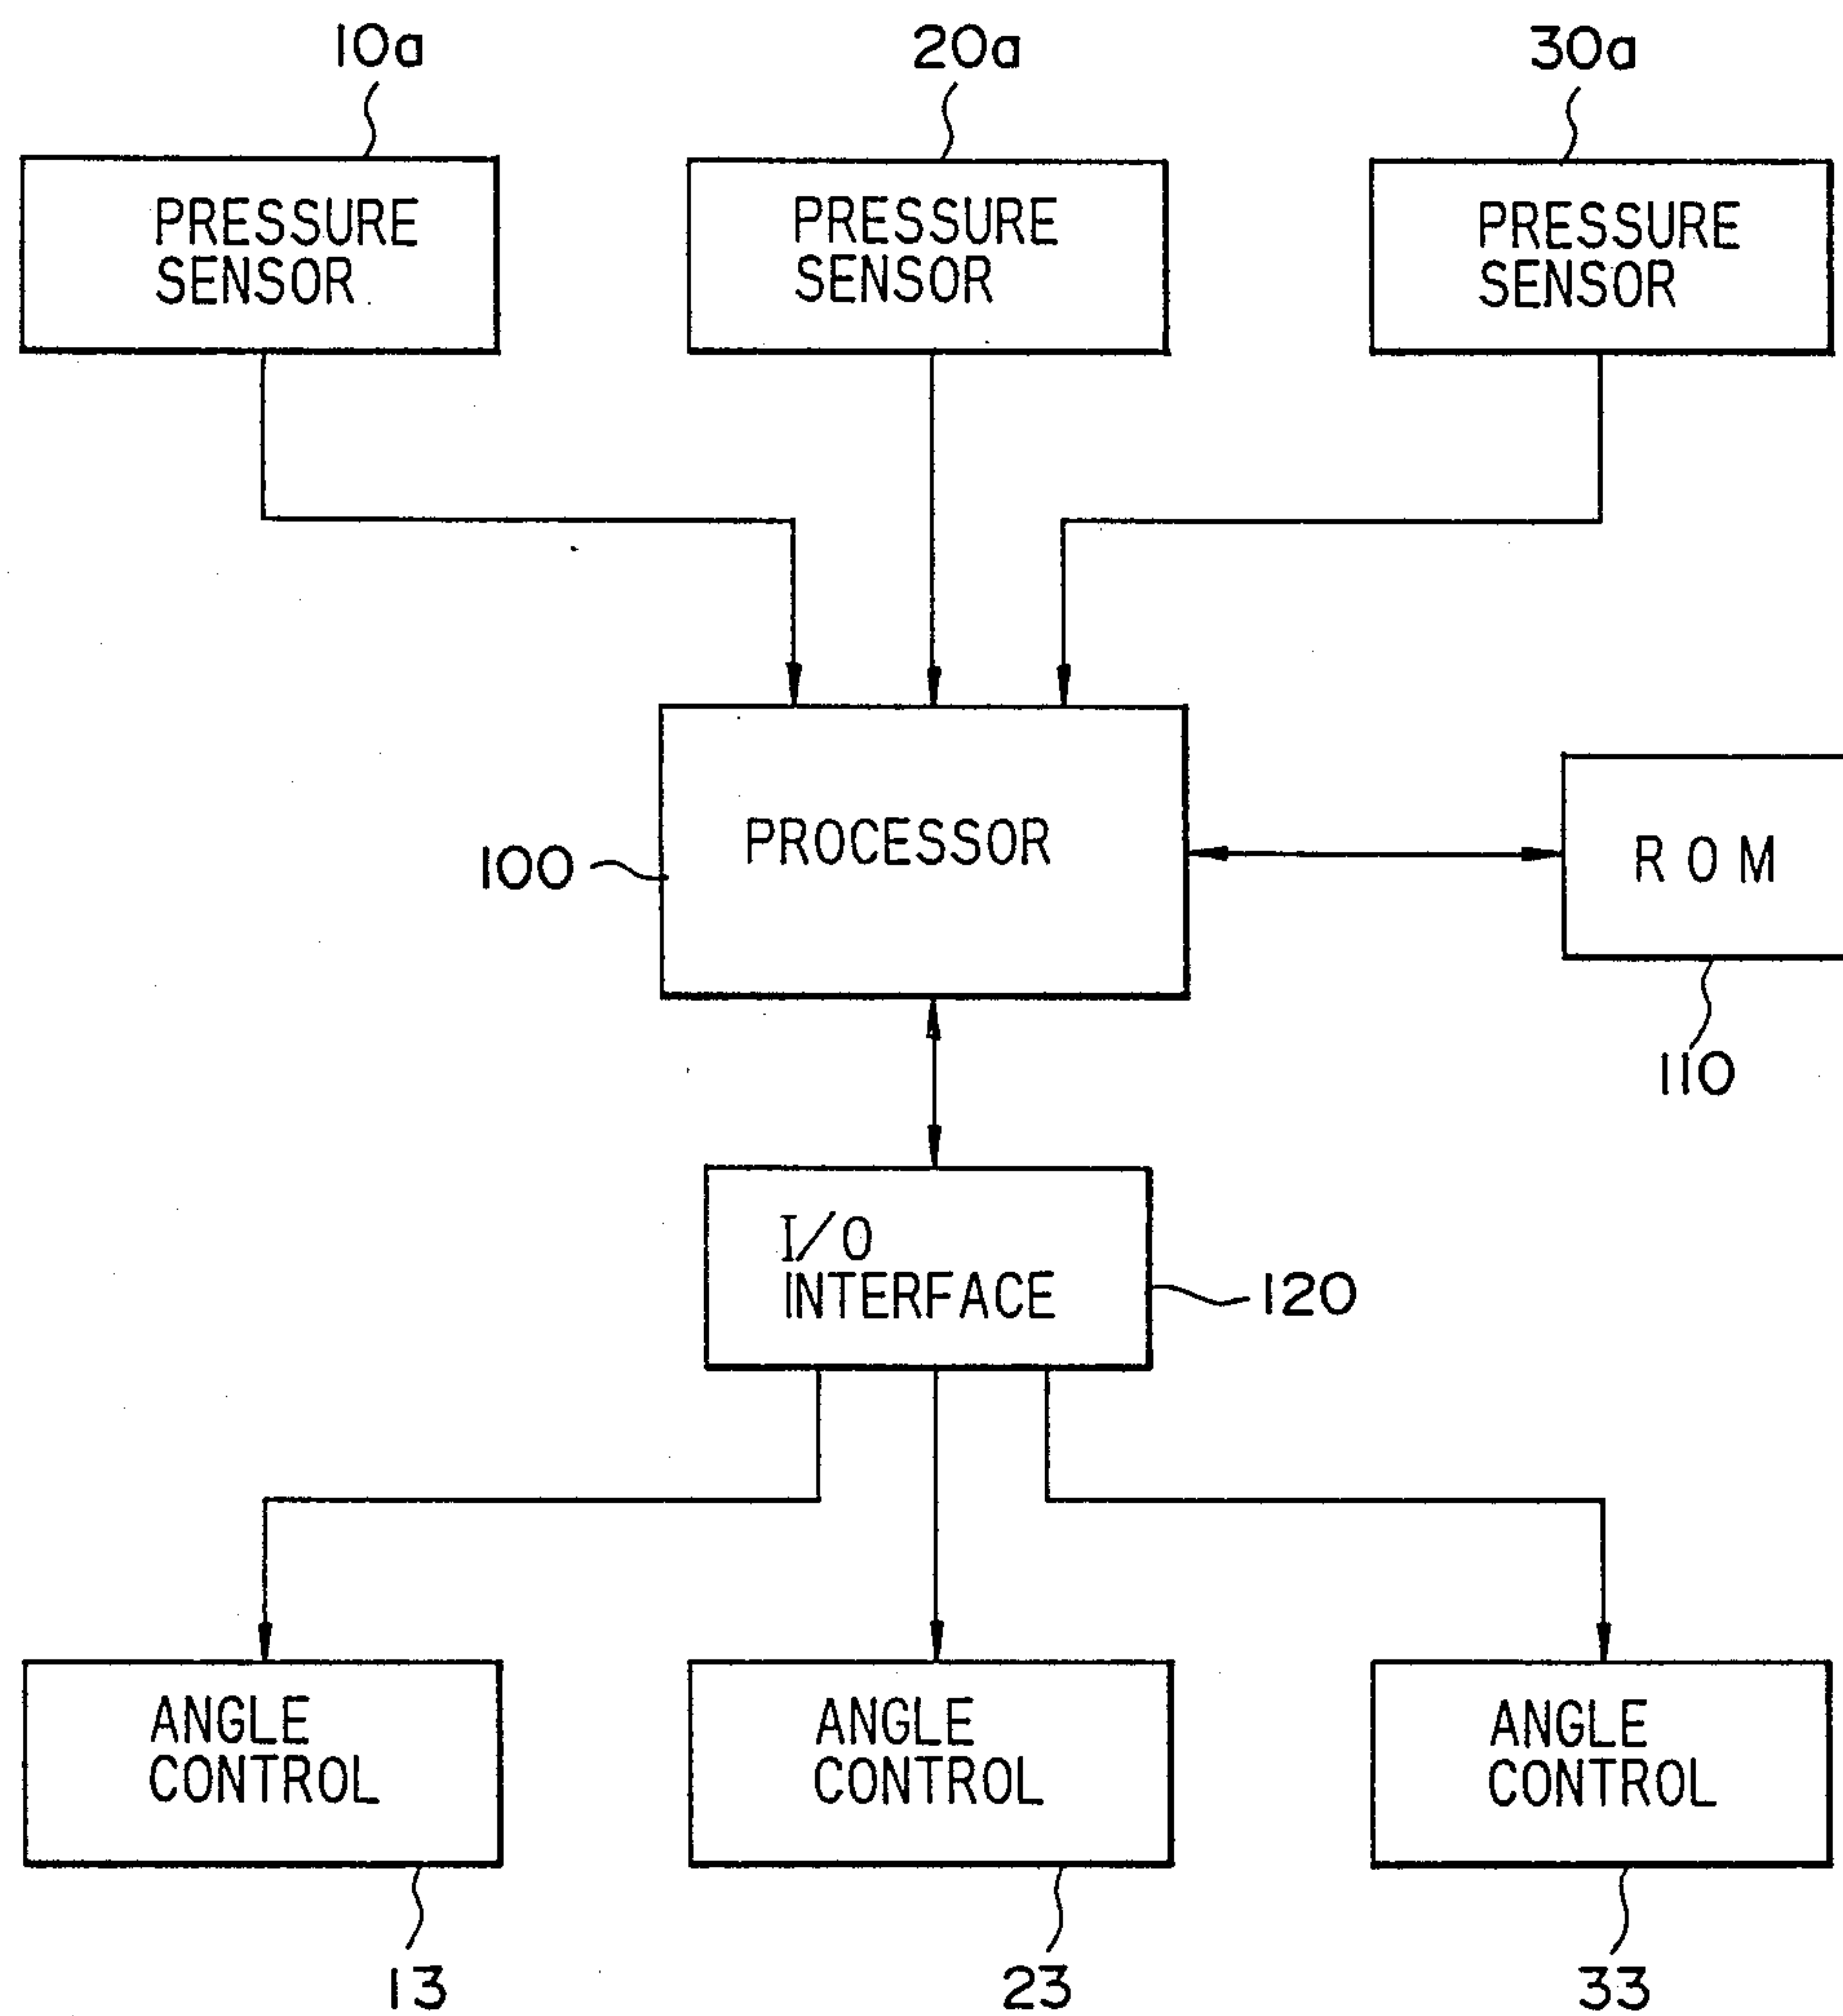 10a
20a
30a
PRESSURE
SENSOR
PRESSURE
SENSOR
PRESSURE
SENSOR
PROCESSOR
100
ROM
110
I/O
INTERFACE
120
ANGLE
CONTROL
ANGLE
CONTROL
ANGLE
CONTROL
13
23
33